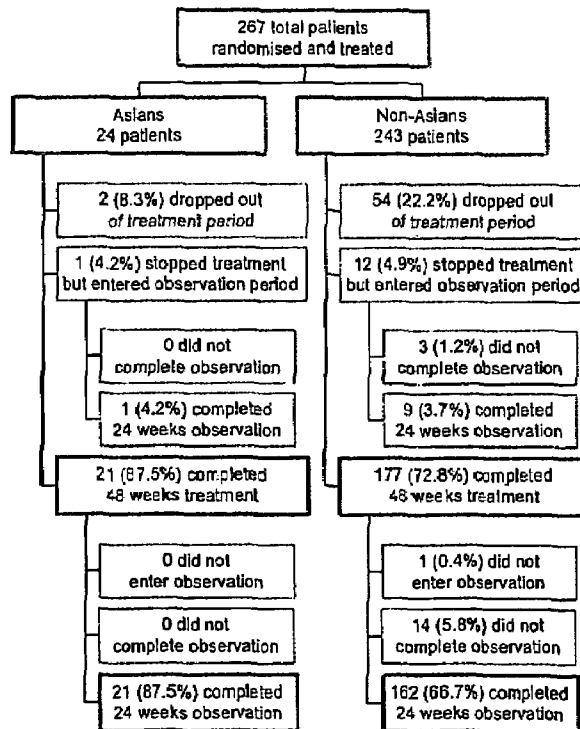 267 total patients
randomised and treated
Asians
24 patients
2 (8.3%) dropped out
of treatment period
1 (4.2%) stopped treatment
but entered observation period
0 did not
complete observation
1 (4.2%) completed
24 weeks observation
21 (87.5%) completed
48 weeks treatment
0 did not
enter observation
0 did not
complete observation
21 (87.5%) completed
24 weeks observation
Non-Asians
243 patients
54 (22.2%) dropped out
of treatment period
12 (4.9%) stopped treatment
but entered observation period
3 (1.2%) did not
complete observation
9 (3.7%) completed
24 weeks observation
177 (72.8%) completed
48 weeks treatment
1 (0.4%) did not
enter observation
14 (5.8%) did not
complete observation
162 (66.7%) completed
24 weeks observation